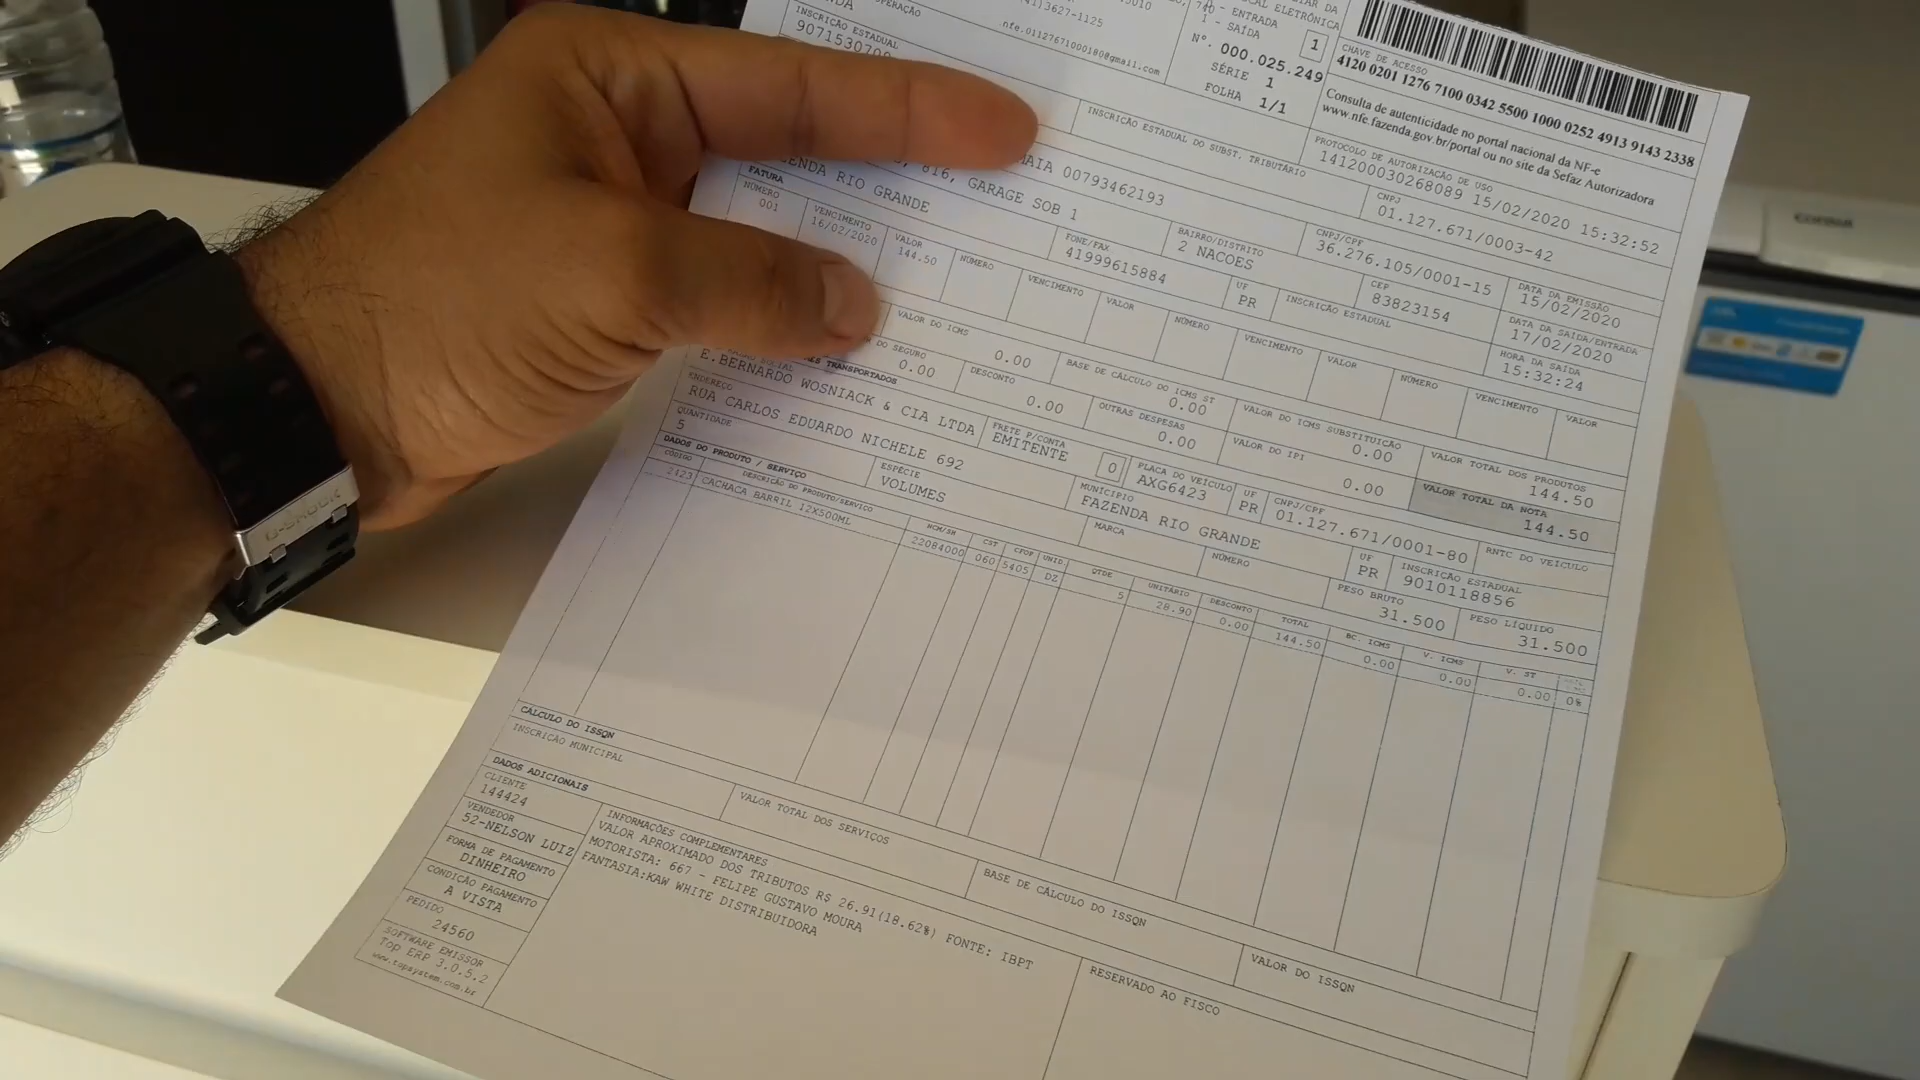 (41)3627-1125
nfe.01127671000180@gmail.com
- ENTRADA
1 - SAÍDA
1
Nº. 000.025.249
SÉRIE 1
FOLHA 1/1
CHAVE DE ACESSO
4120 0201 1276 7100 0342 5500 1000 0252 4913 9143 2338
Consulta de autenticidade no portal nacional da NF-e
www.nfe.fazenda.gov.br/portal ou no site da Sefaz Autorizadora
PROTOCOLO DE AUTORIZAÇÃO DE USO
141200030268089 15/02/2020 15:32:52
INSCRIÇÃO ESTADUAL
INSCRIÇÃO ESTADUAL DO SUBST. TRIBUTÁRIO
CNPJ
01.127.671/0003-42
MAIA 00793462193
CNPJ/CPF
36.276.105/0001-15
DATA DA EMISSÃO
15/02/2020
816, GARAGE SOB 1
BAIRRO/DISTRITO
2 NACOES
CEP
83823154
DATA DA SAÍDA/ENTRADA
17/02/2020
RIO GRANDE
FONE/FAX
41999615884
UF
PR
INSCRIÇÃO ESTADUAL
HORA DA SAÍDA
15:32:24
FATURA
NÚMERO
001
VENCIMENTO
16/02/2020
VALOR
144.50
NÚMERO
VENCIMENTO
VALOR
NÚMERO
VENCIMENTO
VALOR
NÚMERO
VENCIMENTO
VALOR
VALOR DO ICMS
0.00
BASE DE CÁLCULO DO ICMS ST
0.00
VALOR DO ICMS SUBSTITUIÇÃO
0.00
VALOR TOTAL DOS PRODUTOS
144.50
DO SEGURO
0.00
DESCONTO
0.00
OUTRAS DESPESAS
0.00
VALOR DO IPI
0.00
VALOR TOTAL DA NOTA
144.50
TRANSPORTADOS
E.BERNARDO WOSNIACK & CIA LTDA
FRETE P/CONTA
EMITENTE
0
PLACA DO VEÍCULO
AXG6423
UF
PR
CNPJ/CPF
01.127.671/0001-80
RNTC DO VEÍCULO
ENDEREÇO
RUA CARLOS EDUARDO NICHELE 692
MUNICÍPIO
FAZENDA RIO GRANDE
UF
PR
INSCRIÇÃO ESTADUAL
9010118856
QUANTIDADE
5
ESPÉCIE
VOLUMES
MARCA
NÚMERO
PESO BRUTO
31.500
PESO LÍQUIDO
31.500
DADOS DO PRODUTO / SERVIÇO
CÓDIGO
DESCRIÇÃO DO PRODUTO/SERVICO
NCM/SH
CST
CFOP
UNID.
QTDE
UNITÁRIO
DESCONTO
TOTAL
BC. ICMS
V. ICMS
V. ST
2123
CACHACA BARRIL 12X500ML
22084000
060
5405
DZ
5
28.90
0.00
144.50
0.00
0.00
0.00
0%
CÁLCULO DO ISSQN
INSCRIÇÃO MUNICIPAL
VALOR TOTAL DOS SERVIÇOS
BASE DE CÁLCULO DO ISSQN
VALOR DO ISSQN
DADOS ADICIONAIS
CLIENTE
144424
VENDEDOR
52-NELSON LUIZ
FORMA DE PAGAMENTO
DINHEIRO
CONDIÇÃO PAGAMENTO
A VISTA
PEDIDO
24560
SOFTWARE EMISSOR
Top ERP 3.0.5.2
www.topsystem.com.br
INFORMAÇÕES COMPLEMENTARES
VALOR APROXIMADO DOS TRIBUTOS R$ 26.91(18.62%) FONTE: IBPT
MOTORISTA: 667 - FELIPE GUSTAVO MOURA
FANTASIA:KAW WHITE DISTRIBUIDORA
RESERVADO AO FISCO
G-SHOCK